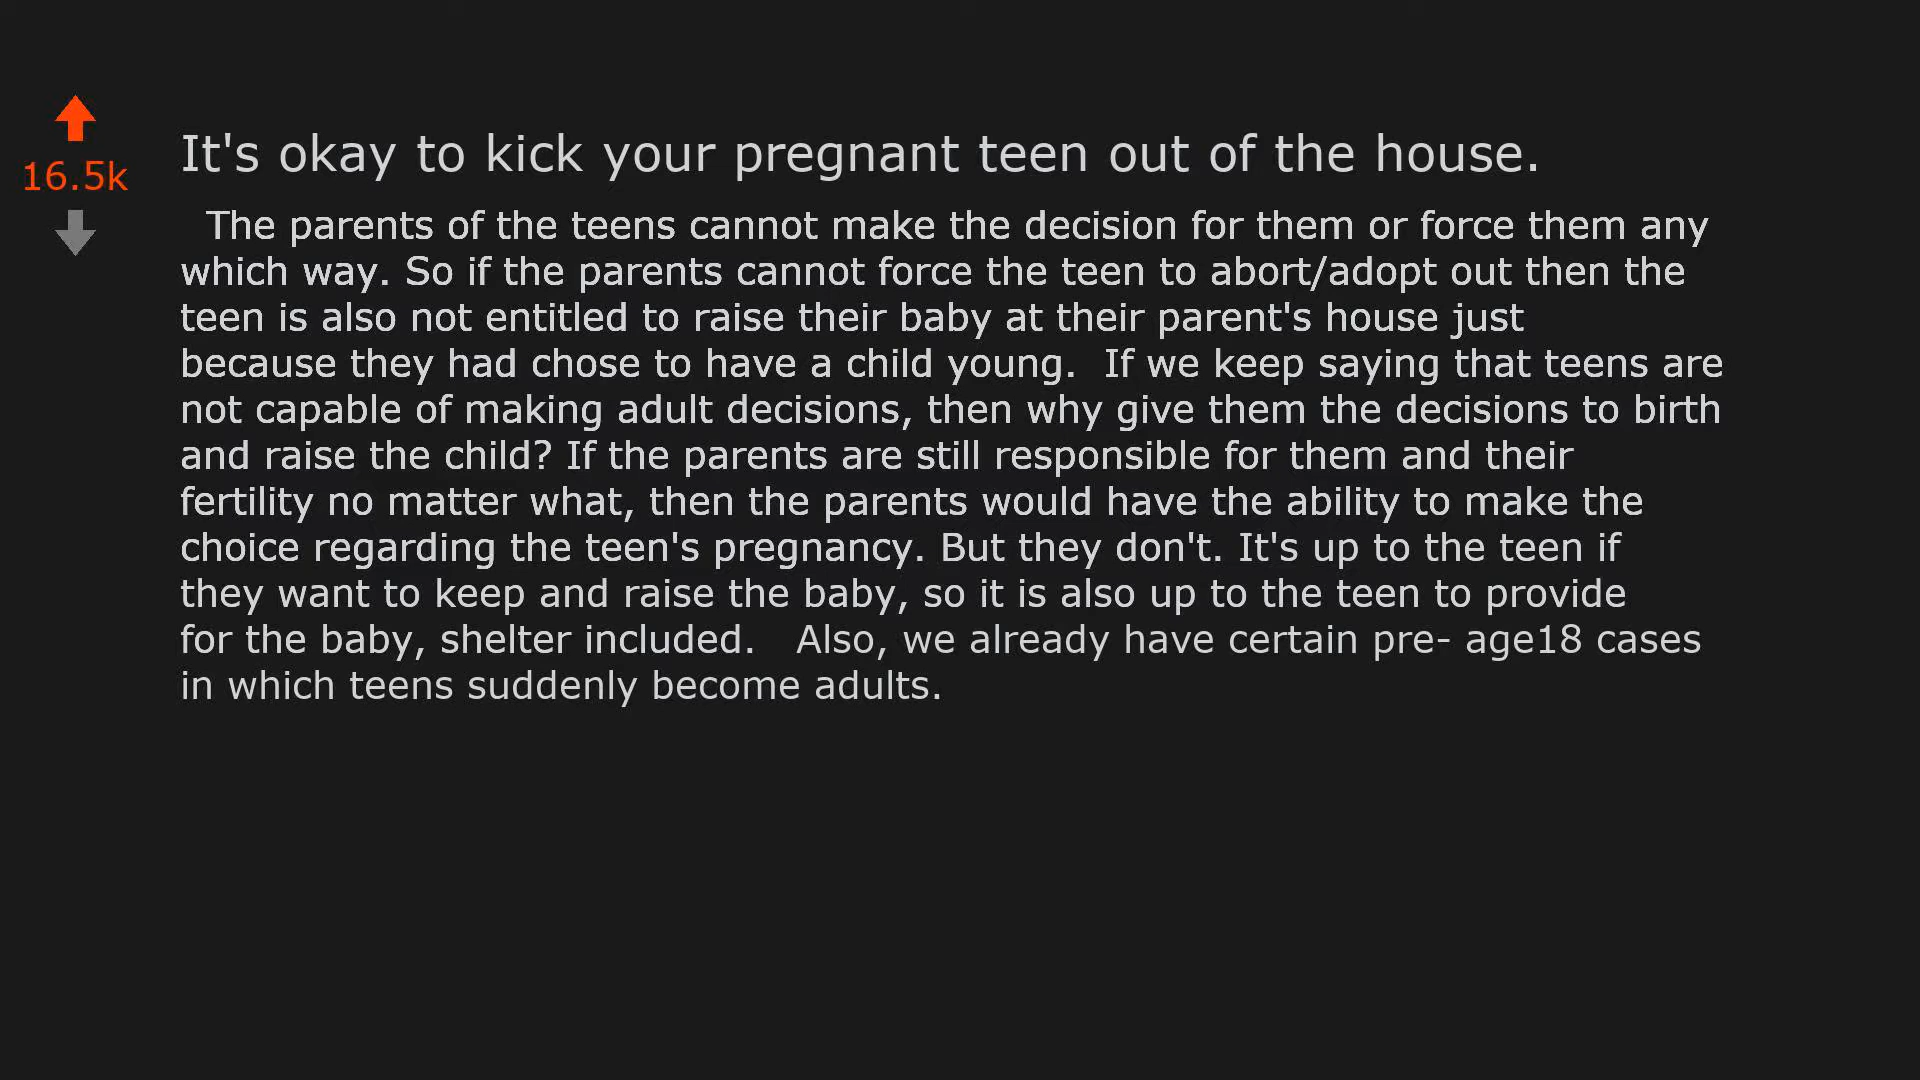 16.5k
It's okay to kick your pregnant teen out of the house.
The parents of the teens cannot make the decision for them or force them any
which way. So if the parents cannot force the teen to abort/adopt out then the
teen is also not entitled to raise their baby at their parent's house just
because they had chose to have a child young.  If we keep saying that teens are
not capable of making adult decisions, then why give them the decisions to birth
and raise the child? If the parents are still responsible for them and their
fertility no matter what, then the parents would have the ability to make the
choice regarding the teen's pregnancy. But they don't. It's up to the teen if
they want to keep and raise the baby, so it is also up to the teen to provide
for the baby, shelter included.   Also, we already have certain pre- age18 cases
in which teens suddenly become adults.